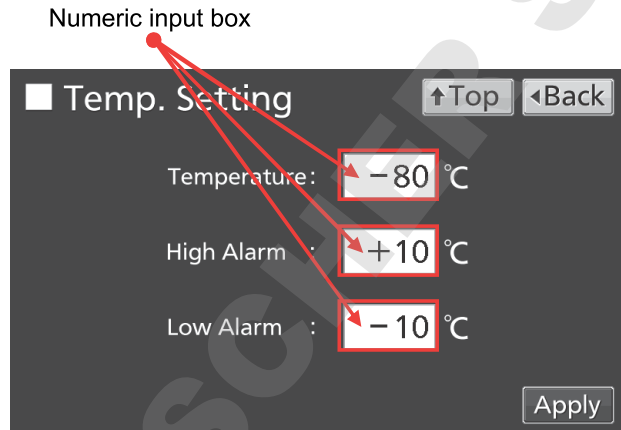 Numeric input box
Temp. Setting
↑Top
◂Back
Temperature: −80 °C
High Alarm : +10 °C
Low Alarm : −10 °C
Apply